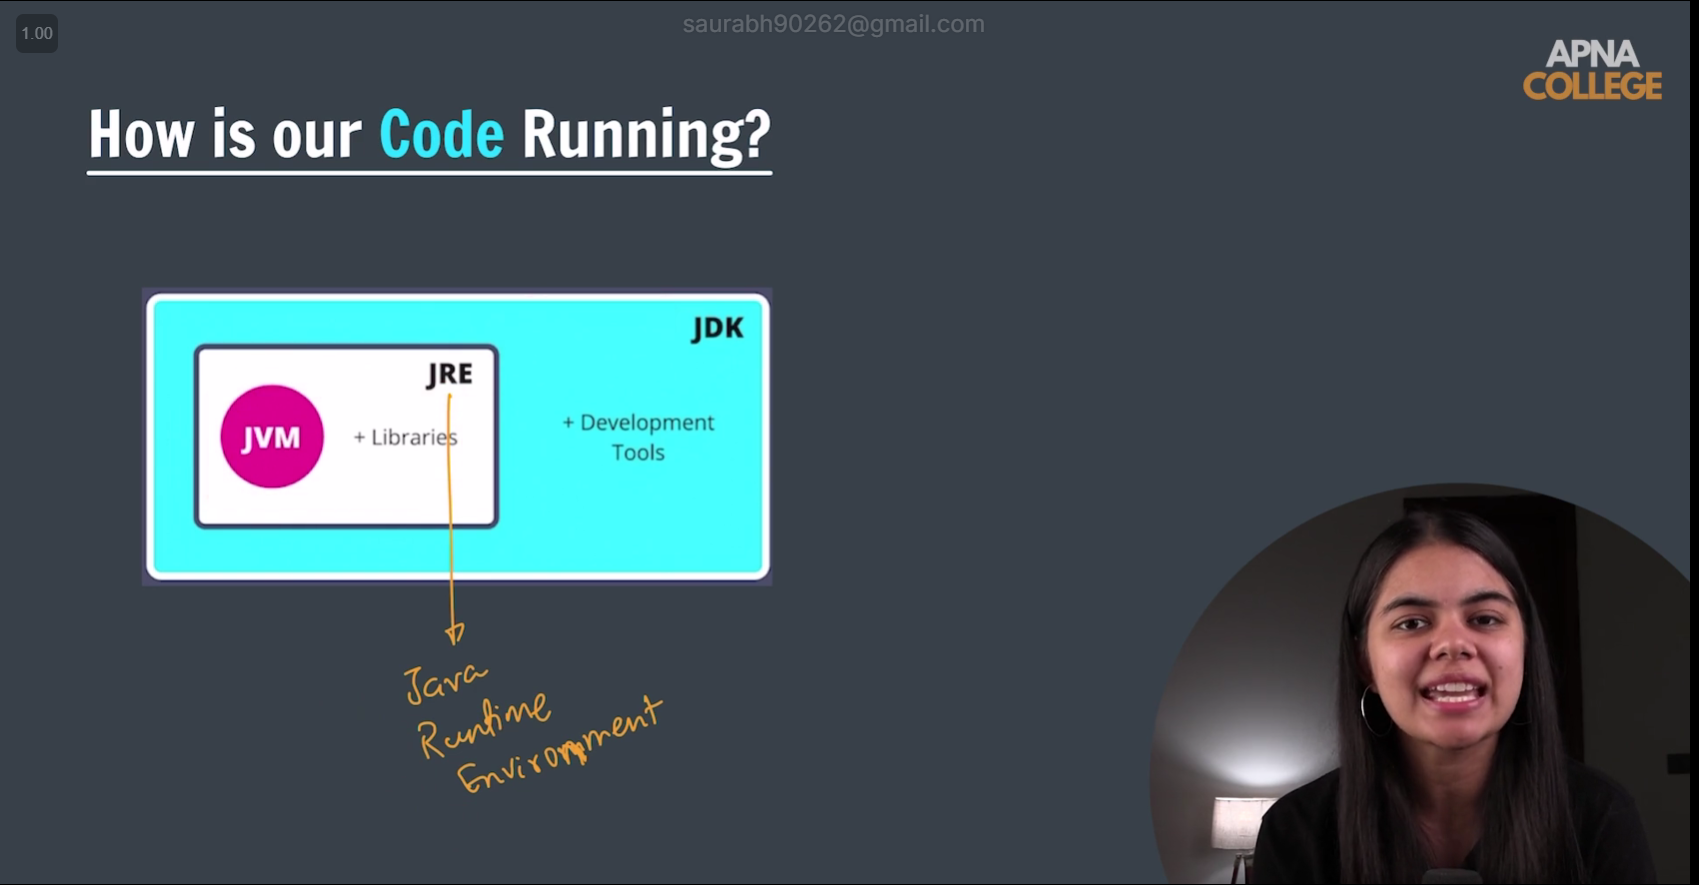 1.00
saurabh90262@gmail.com
APNA
COLLEGE
How is our Code Running?
JDK
JRE
JVM
+ Libraries
+ Development
Tools
Java
Runtime
Environment